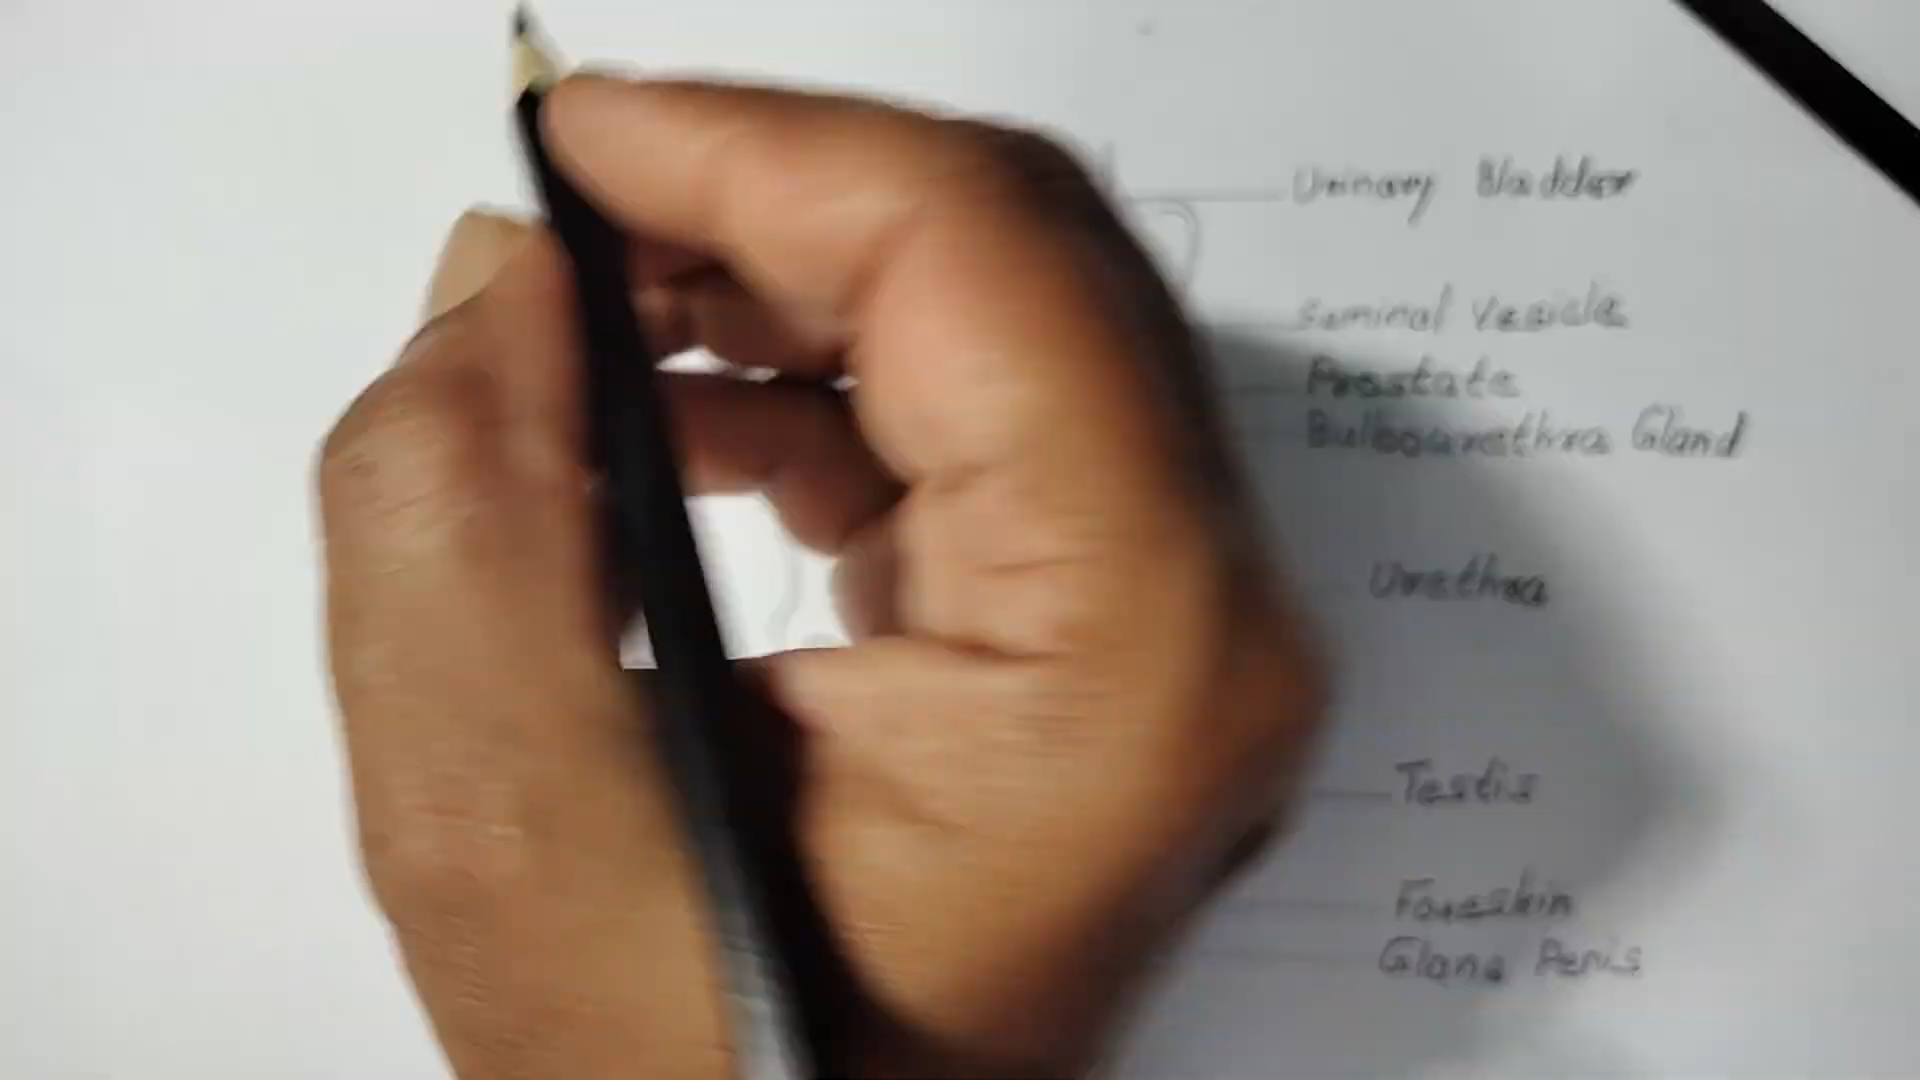 Urinary Bladder
Seminal Vesicle
Prostate
Bulbourethra Gland
Urethra
Testis
Foreskin
Glans Penis